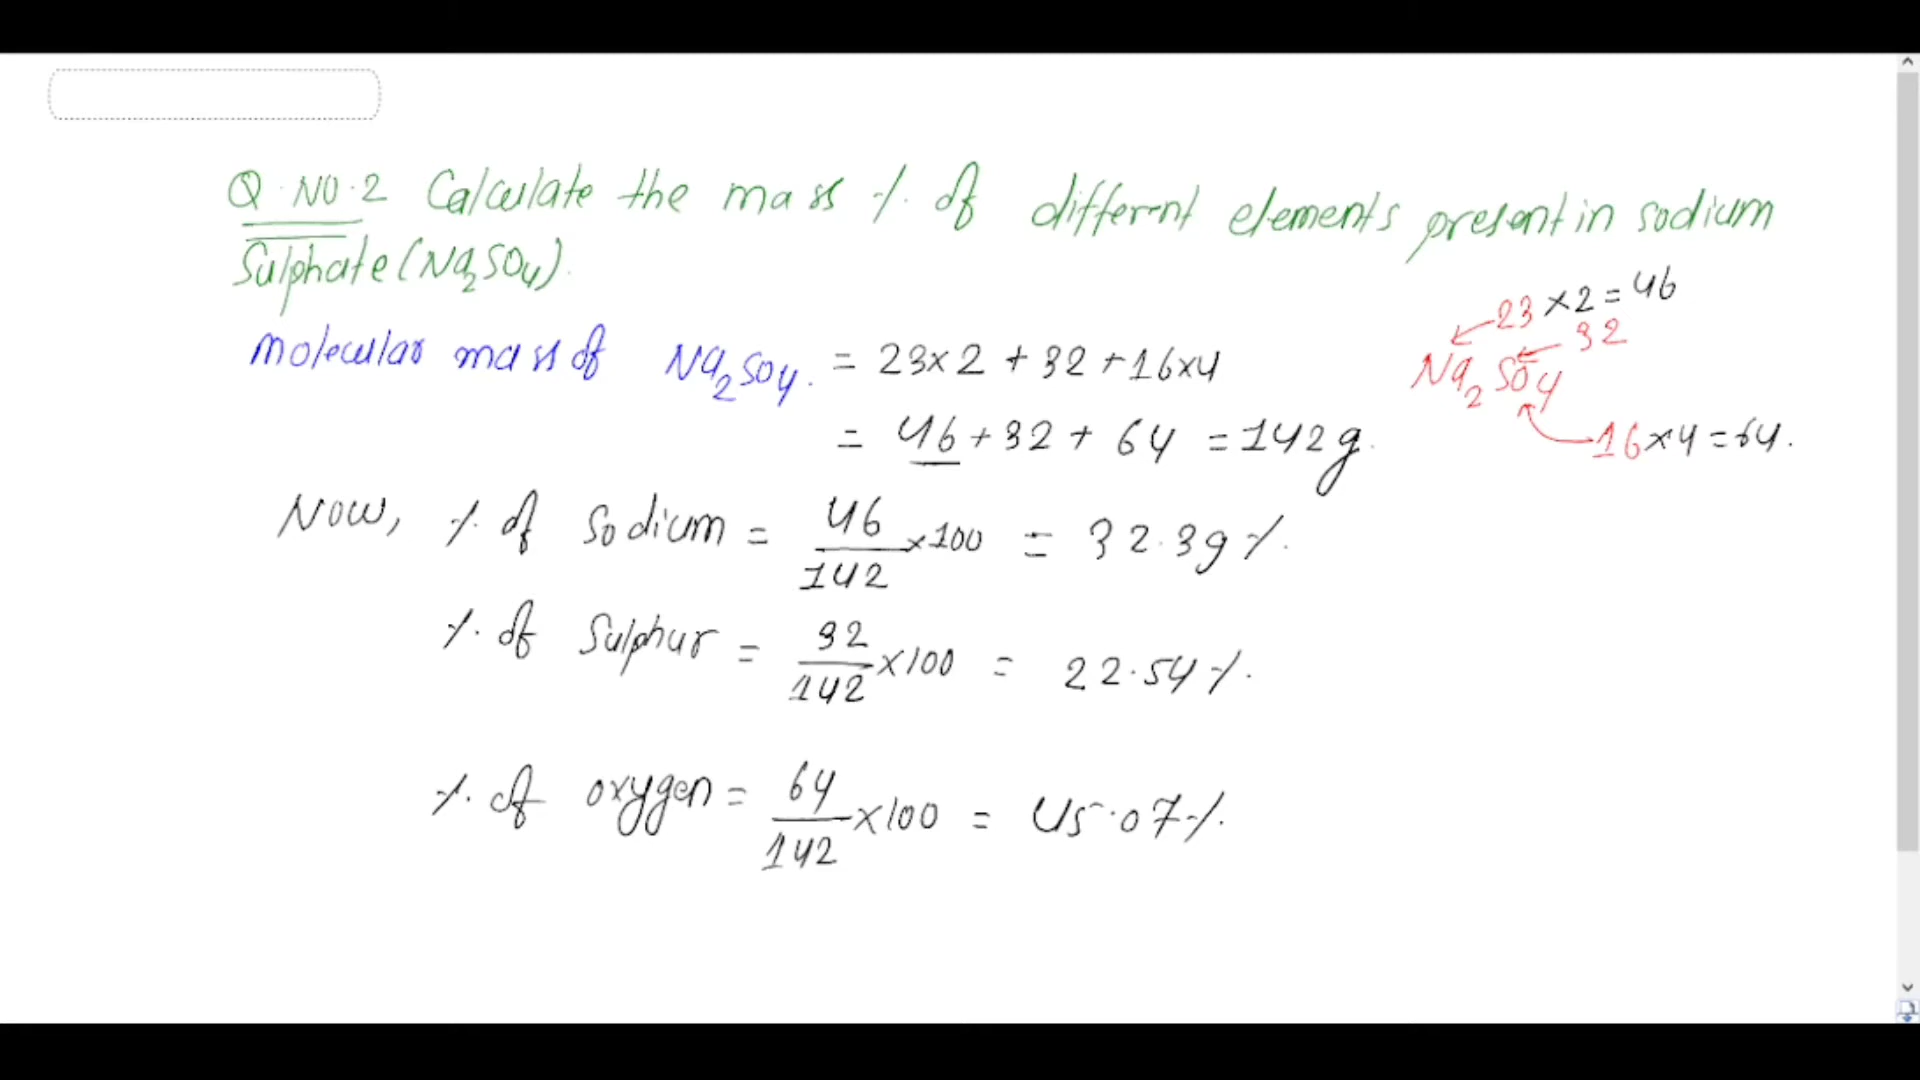 Q.NO.2 Calculate the mass % of different elements present in sodium
Sulphate (Na2SO4).
23 × 2 = 46
32
Na2SO4
16 × 4 = 64.
molecular mass of Na2SO4. = 23 × 2 + 32 + 16 × 4
= 46 + 32 + 64 = 142g.
Now, % of Sodium = 46/142 × 100 = 32.39 %.
% of Sulphur = 32/142 × 100 = 22.54 %.
% of oxygen = 64/142 × 100 = 45.07 %.